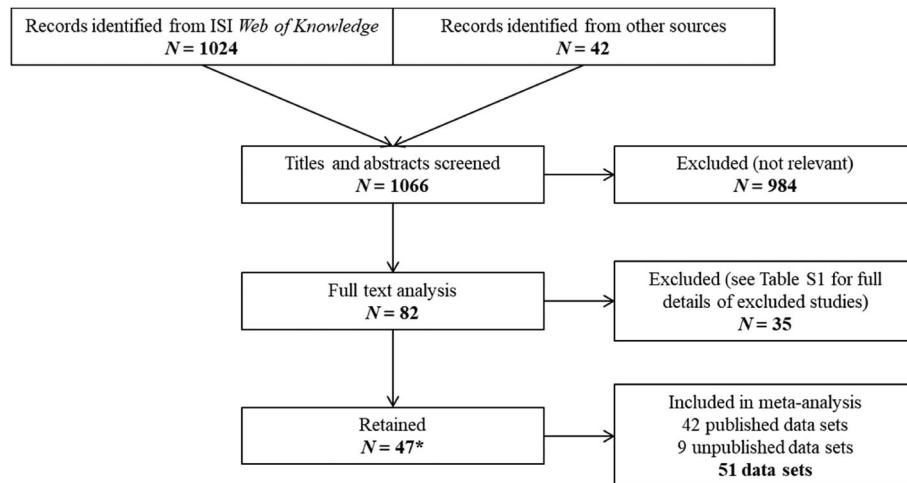 Records identified from ISI Web of Knowledge
N = 1024
Records identified from other sources
N = 42
Titles and abstracts screened
N = 1066
Excluded (not relevant)
N = 984
Full text analysis
N = 82
Excluded (see Table S1 for full
details of excluded studies)
N = 35
Retained
N = 47*
Included in meta-analysis
42 published data sets
9 unpublished data sets
51 data sets